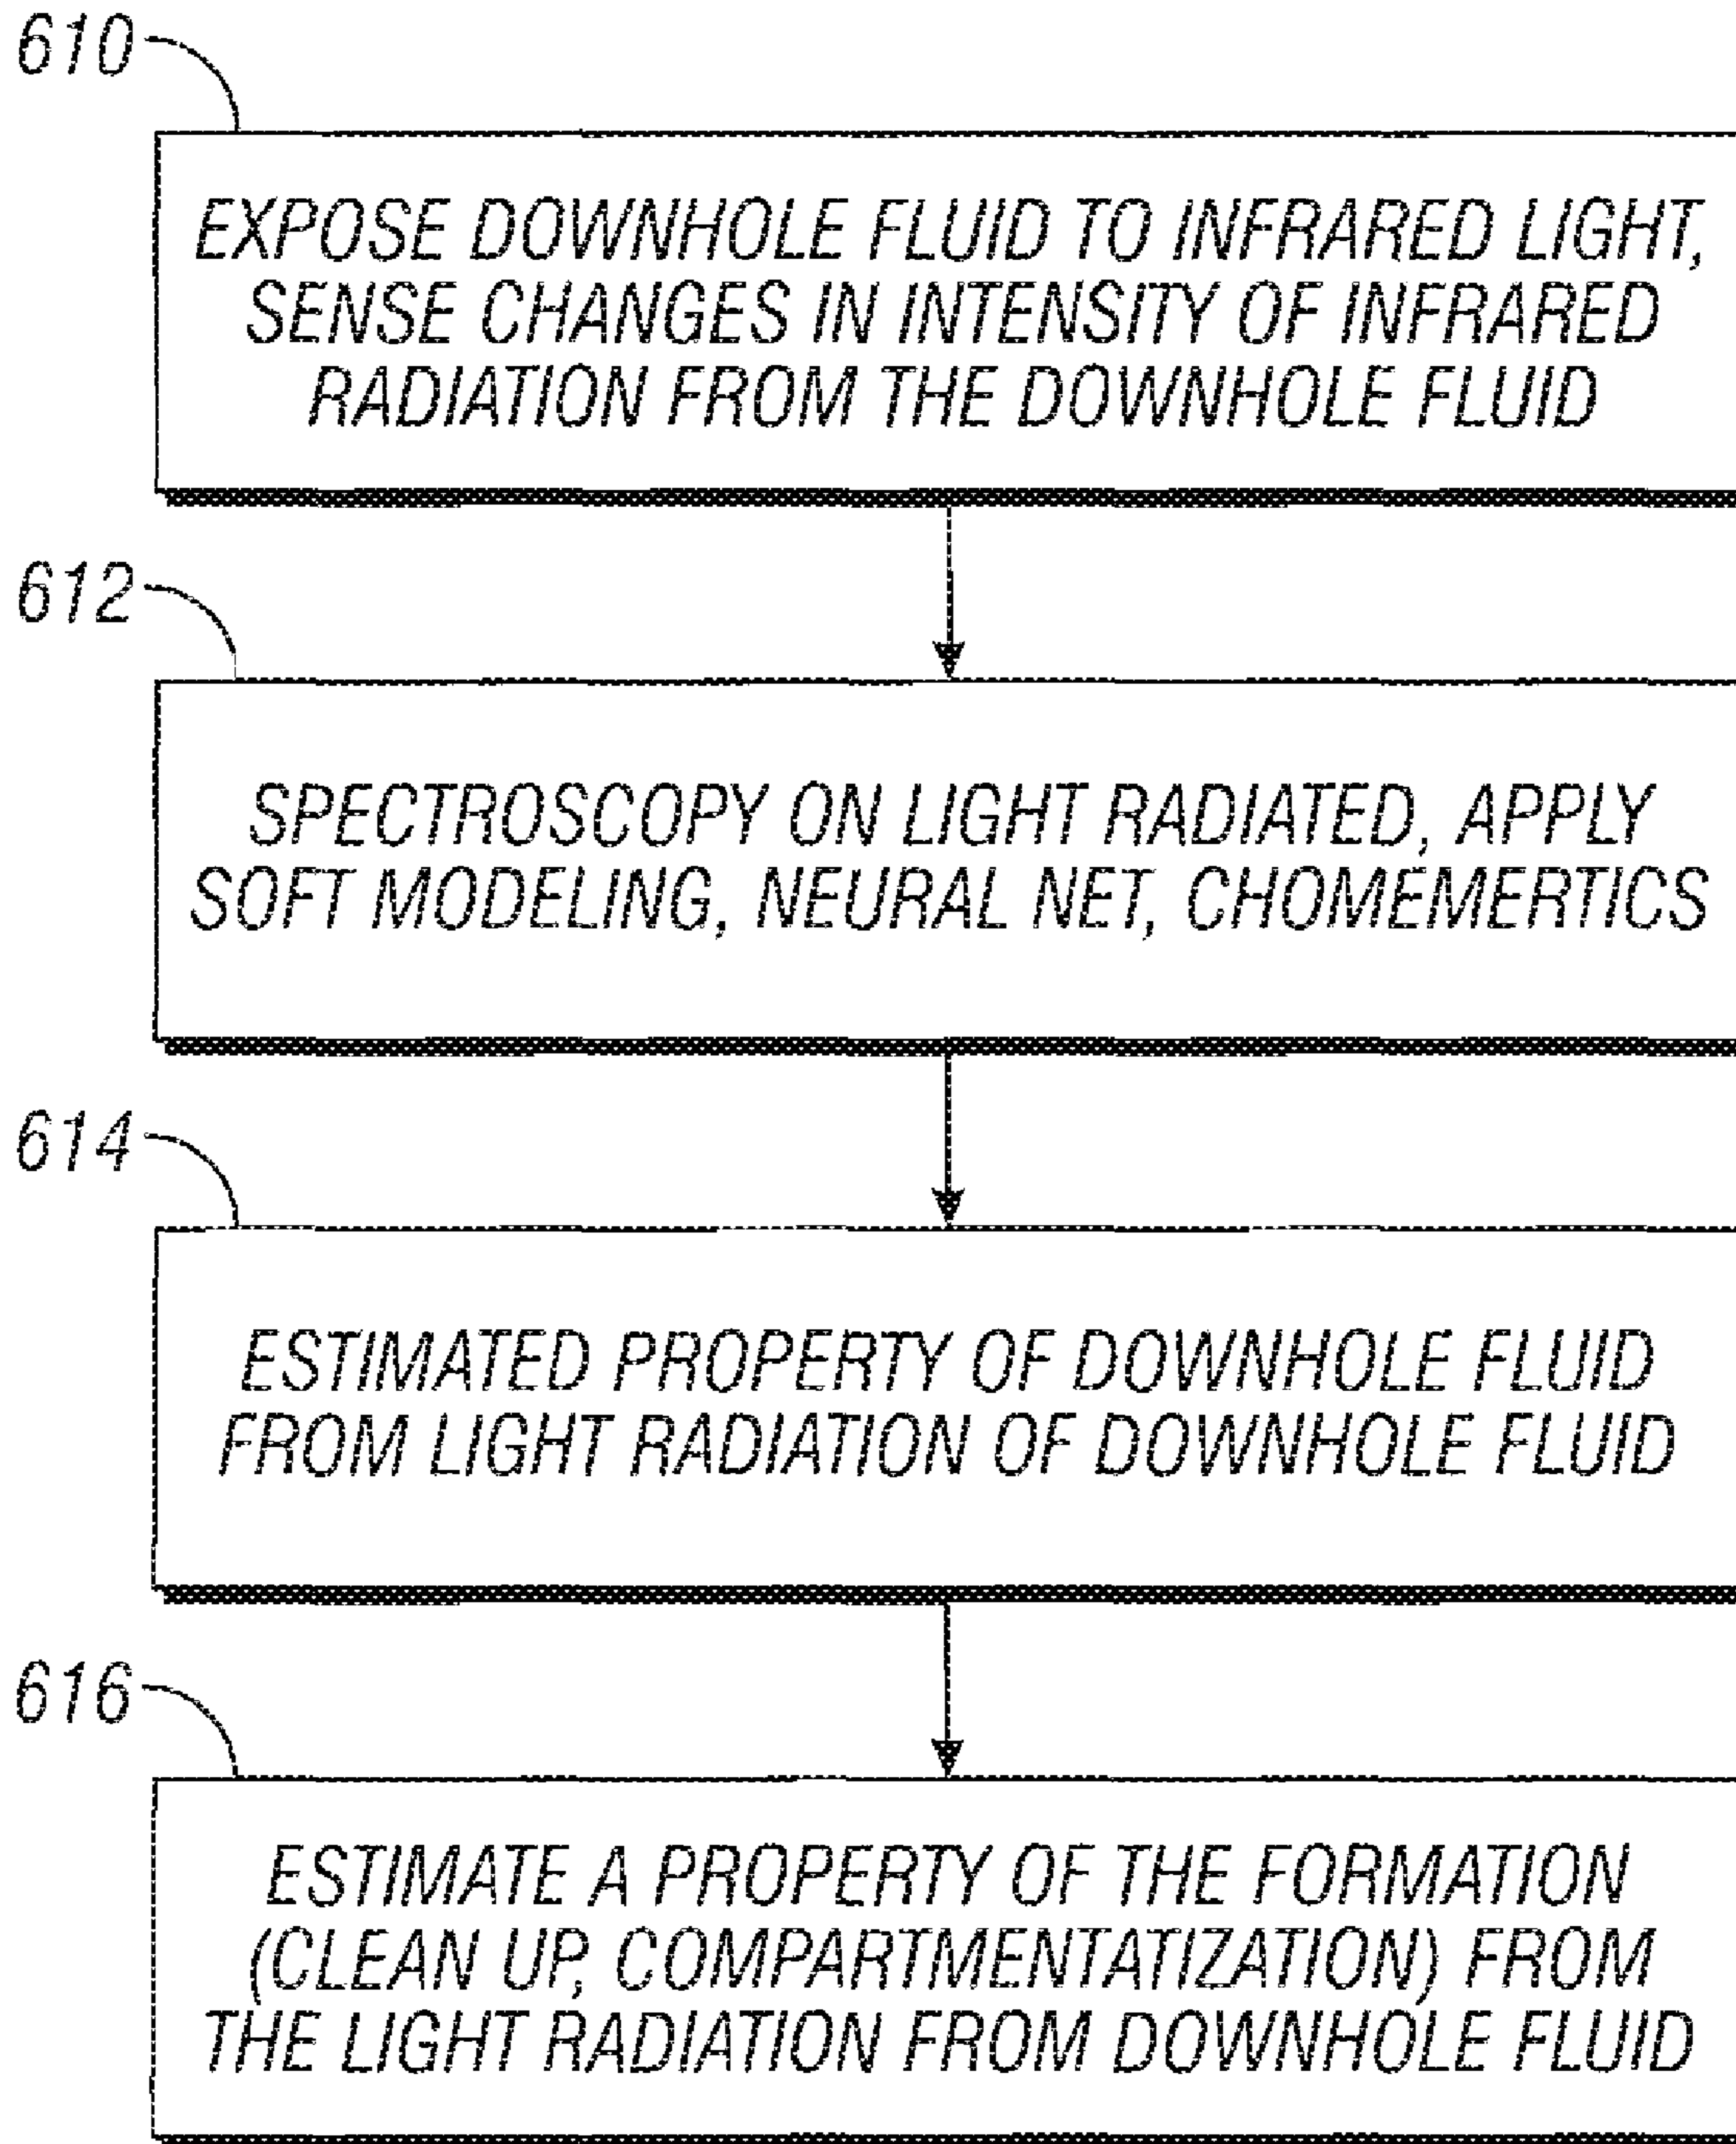 610
EXPOSE DOWNHOLE FLUID TO INFRARED LIGHT,
SENSE CHANGES IN INTENSITY OF INFRARED
RADIATION FROM THE DOWNHOLE FLUID
612
SPECTROSCOPY ON LIGHT RADIATED, APPLY
SOFT MODELING, NEURAL NET, CHOMEMERTICS
614
ESTIMATED PROPERTY OF DOWNHOLE FLUID
FROM LIGHT RADIATION OF DOWNHOLE FLUID
616
ESTIMATE A PROPERTY OF THE FORMATION
(CLEAN UP, COMPARTMENTATIZATION) FROM
THE LIGHT RADIATION FROM DOWNHOLE FLUID